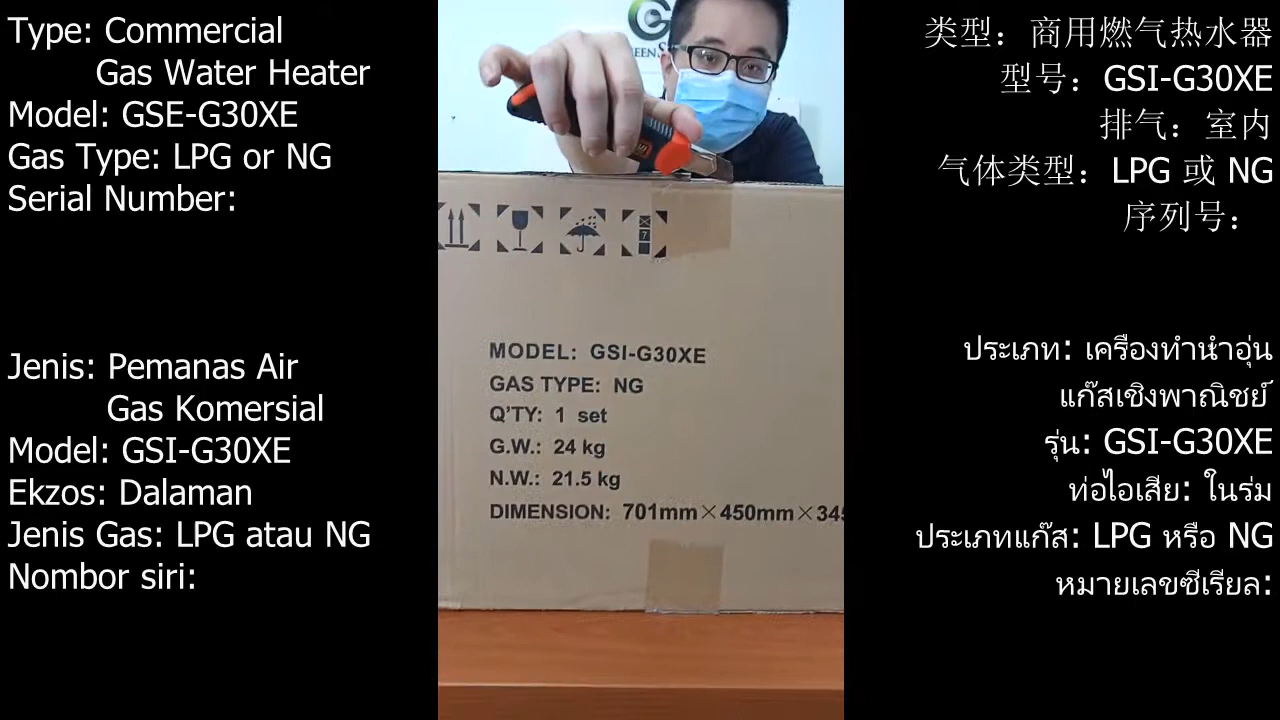 Type: Commercial
Gas Water Heater
Model: GSE-G30XE
Gas Type: LPG or NG
Serial Number:
Jenis: Pemanas Air
Gas Komersial
Model: GSI-G30XE
Ekzos: Dalaman
Jenis Gas: LPG atau NG
Nombor siri:
7
MODEL: GSI-G30XE
GAS TYPE: NG
Q'TY: 1 set
G.W.: 24 kg
N.W.: 21.5 kg
DIMENSION: 701mm×450mm×345
类型：商用燃气热水器
型号：GSI-G30XE
排气：室内
气体类型：LPG 或 NG
序列号：
ประเภท: เครื่องทำน้ำอุ่น
แก๊สเชิงพาณิชย์
รุ่น: GSI-G30XE
ท่อไอเสีย: ในร่ม
ประเภทแก๊ส: LPG หรือ NG
หมายเลขซีเรียล: